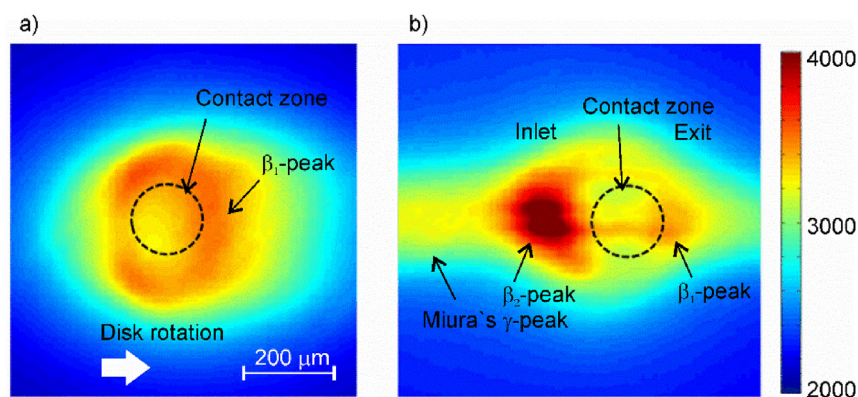 a)
Contact zone
β₁-peak
Disk rotation
200 μm
b)
Contact zone
Inlet
Exit
β₂-peak
β₁-peak
Miura`s γ-peak
4000
3000
2000